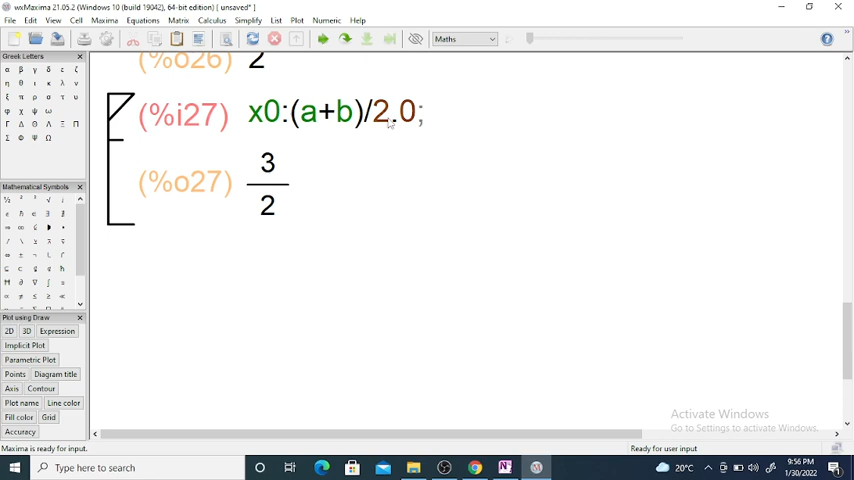 wxMaxima 21.05.2 (Windows 10 (build 19042), 64-bit edition) [ unsaved* ]
File Edit View Cell Maxima Equations Matrix Calculus Simplify List Plot Numeric Help
Maths
Greek Letters
α β γ δ ε ζ
η θ ι κ λ ν
ξ π ρ σ τ υ
φ χ ψ ω
Γ Δ Θ Λ Ξ Π
Σ Φ Ψ Ω
Mathematical Symbols
Plot using Draw
2D 3D Expression
Implicit Plot
Parametric Plot
Points Diagram title
Axis Contour
Plot name Line color
Fill color Grid
Accuracy
(%o26) 2
(%i27) x0:(a+b)/2.0;
(%o27) 3
2
Activate Windows
Go to Settings to activate Windows.
Maxima is ready for input.
Ready for user input
Type here to search
20°C
9:56 PM
1/30/2022